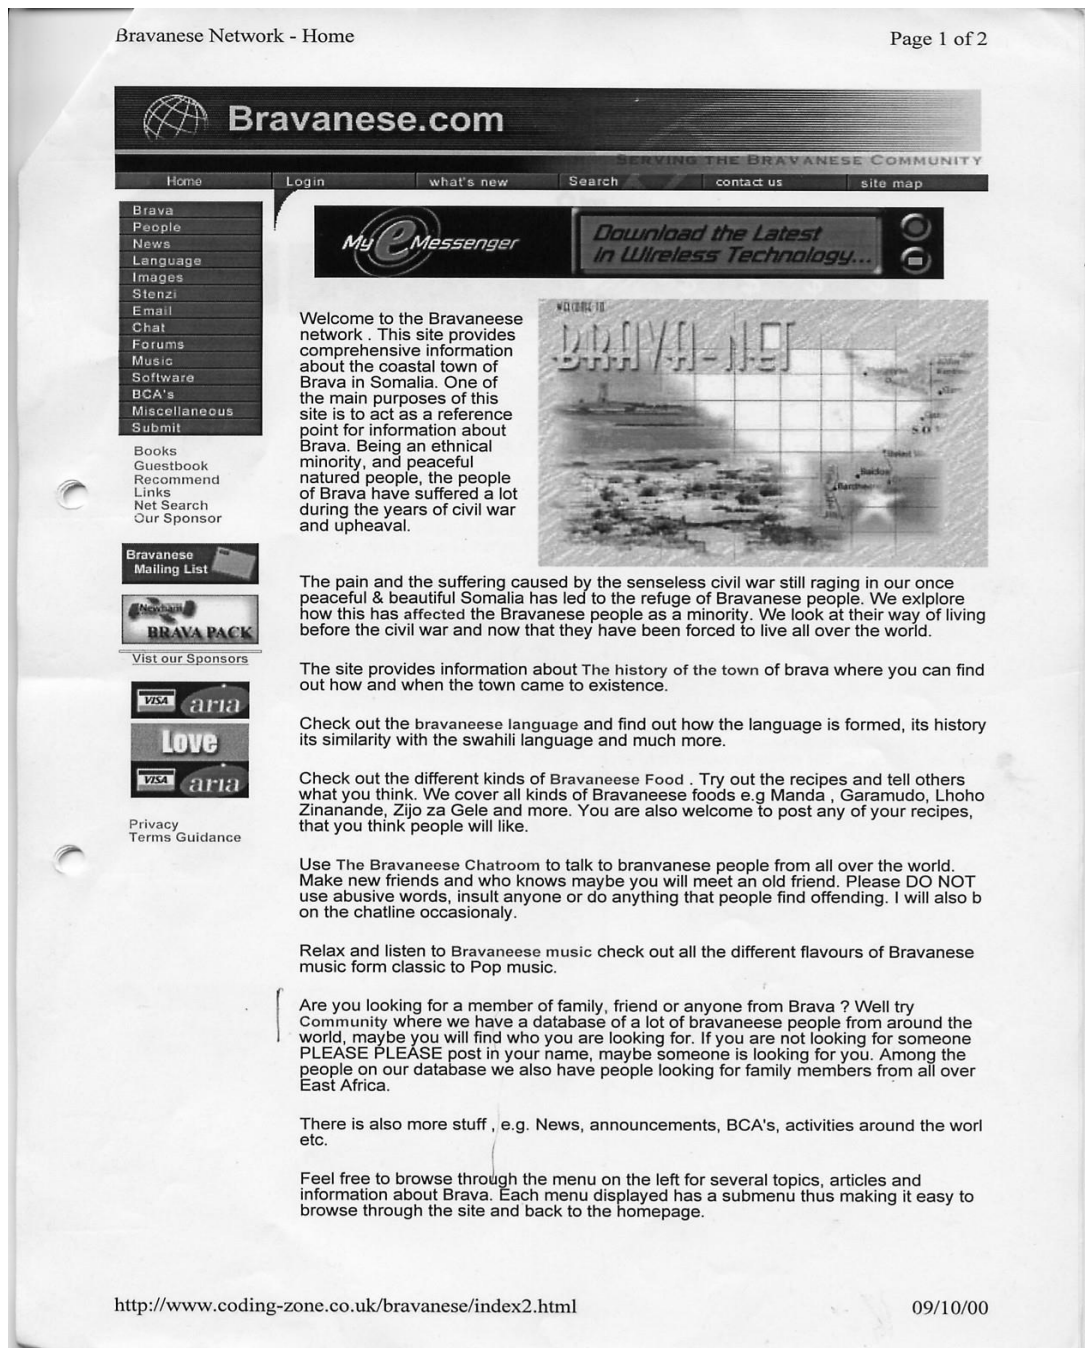 Bravanese Network - Home
Page 1 of 2
Bravanese.com
SERVING THE BRAVANESE COMMUNITY
Home
Login
what's new
Search
contact us
site map
Brava
People
News
Language
Images
Stenzi
Email
Chat
Forums
Music
Software
BCA's
Miscellaneous
Submit
Books
Guestbook
Recommend
Links
Net Search
Our Sponsor
Bravanese
Mailing List
Newham
BRAVA PACK
Vist our Sponsors
VISA aria
Love
VISA aria
Privacy
Terms Guidance
My e Messenger
Download the Latest
in Wireless Technology...
WELCOME TO
BRAVA-NET
Welcome to the Bravaneese
network . This site provides
comprehensive information
about the coastal town of
Brava in Somalia. One of
the main purposes of this
site is to act as a reference
point for information about
Brava. Being an ethnical
minority, and peaceful
natured people, the people
of Brava have suffered a lot
during the years of civil war
and upheaval.
The pain and the suffering caused by the senseless civil war still raging in our once
peaceful & beautiful Somalia has led to the refuge of Bravanese people. We exlplore
how this has affected the Bravanese people as a minority. We look at their way of living
before the civil war and now that they have been forced to live all over the world.
The site provides information about The history of the town of brava where you can find
out how and when the town came to existence.
Check out the bravaneese language and find out how the language is formed, its history
its similarity with the swahili language and much more.
Check out the different kinds of Bravaneese Food . Try out the recipes and tell others
what you think. We cover all kinds of Bravaneese foods e.g Manda , Garamudo, Lhoho
Zinanande, Zijo za Gele and more. You are also welcome to post any of your recipes,
that you think people will like.
Use The Bravaneese Chatroom to talk to branvanese people from all over the world.
Make new friends and who knows maybe you will meet an old friend. Please DO NOT
use abusive words, insult anyone or do anything that people find offending. I will also b
on the chatline occasionaly.
Relax and listen to Bravaneese music check out all the different flavours of Bravanese
music form classic to Pop music.
Are you looking for a member of family, friend or anyone from Brava ? Well try
Community where we have a database of a lot of bravaneese people from around the
world, maybe you will find who you are looking for. If you are not looking for someone
PLEASE PLEASE post in your name, maybe someone is looking for you. Among the
people on our database we also have people looking for family members from all over
East Africa.
There is also more stuff , e.g. News, announcements, BCA's, activities around the worl
etc.
Feel free to browse through the menu on the left for several topics, articles and
information about Brava. Each menu displayed has a submenu thus making it easy to
browse through the site and back to the homepage.
http://www.coding-zone.co.uk/bravanese/index2.html
09/10/00